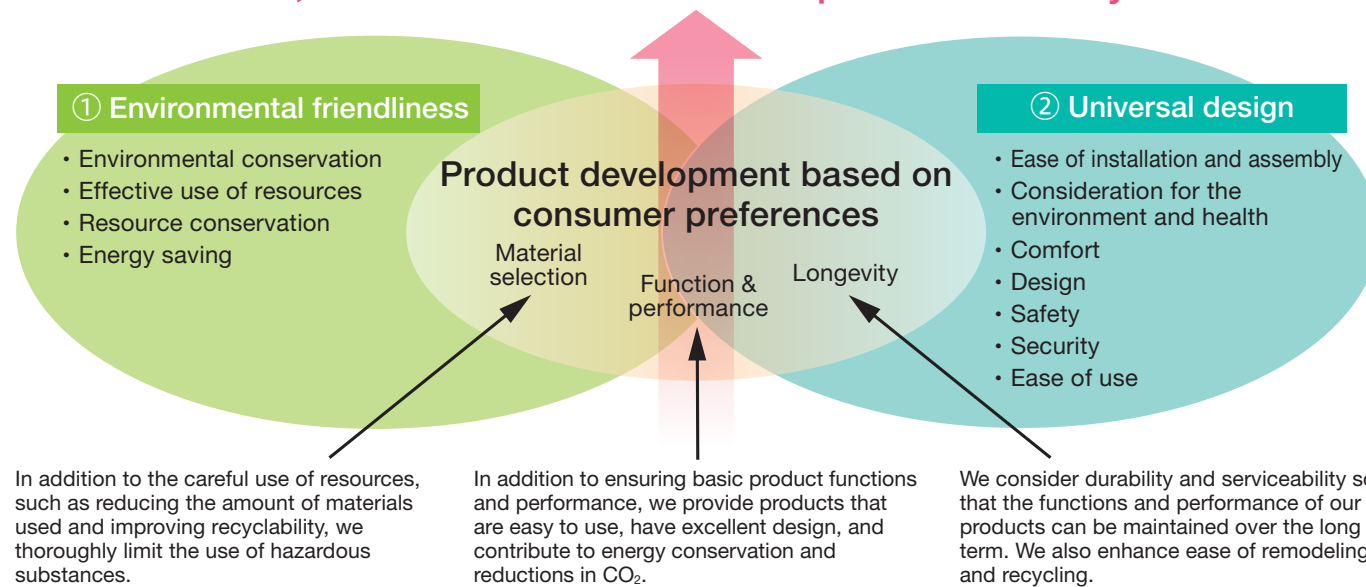 ① Environmental friendliness
・Environmental conservation
・Effective use of resources
・Resource conservation
・Energy saving
Product development based on
consumer preferences
Material
selection
Function &
performance
Longevity
② Universal design
・Ease of installation and assembly
・Consideration for the
environment and health
・Comfort
・Design
・Safety
・Security
・Ease of use
In addition to the careful use of resources,
such as reducing the amount of materials
used and improving recyclability, we
thoroughly limit the use of hazardous
substances.
In addition to ensuring basic product functions
and performance, we provide products that
are easy to use, have excellent design, and
contribute to energy conservation and
reductions in CO₂.
We consider durability and serviceability so
that the functions and performance of our
products can be maintained over the long
term. We also enhance ease of remodeling
and recycling.